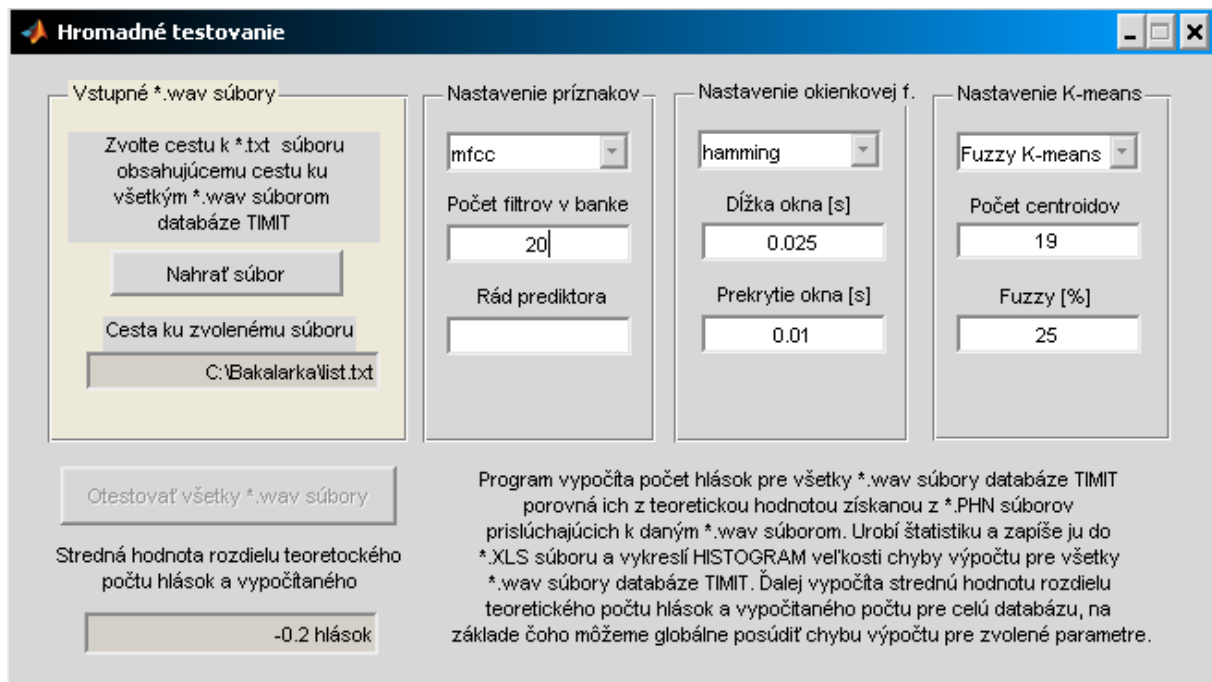 Hromadné testovanie
Vstupné *.wav súbory
Zvoľte cestu k *.txt súboru
obsahujúcemu cestu ku
všetkým *.wav súborom
databáze TIMIT
Nahrať súbor
Cesta ku zvolenému súboru
C:\Bakalarka\list.txt
Nastavenie príznakov
mfcc
Počet filtrov v banke
20
Rád prediktora
Nastavenie okienkovej f.
hamming
Dĺžka okna [s]
0.025
Prekrytie okna [s]
0.01
Nastavenie K-means
Fuzzy K-means
Počet centroidov
19
Fuzzy [%]
25
Otestovať všetky *.wav súbory
Stredná hodnota rozdielu teoretockého
počtu hlások a vypočítaného
-0.2 hlások
Program vypočíta počet hlások pre všetky *.wav súbory databáze TIMIT
porovná ich z teoretickou hodnotou získanou z *.PHN súborov
prislúchajúcich k daným *.wav súborom. Urobí štatistiku a zapíše ju do
*.XLS súboru a vykreslí HISTOGRAM veľkosti chyby výpočtu pre všetky
*.wav súbory databáze TIMIT. Ďalej vypočíta strednú hodnotu rozdielu
teoretického počtu hlások a vypočitaného počtu pre celú databázu, na
základe čoho môžeme globálne posúdiť chybu výpočtu pre zvolené parametre.